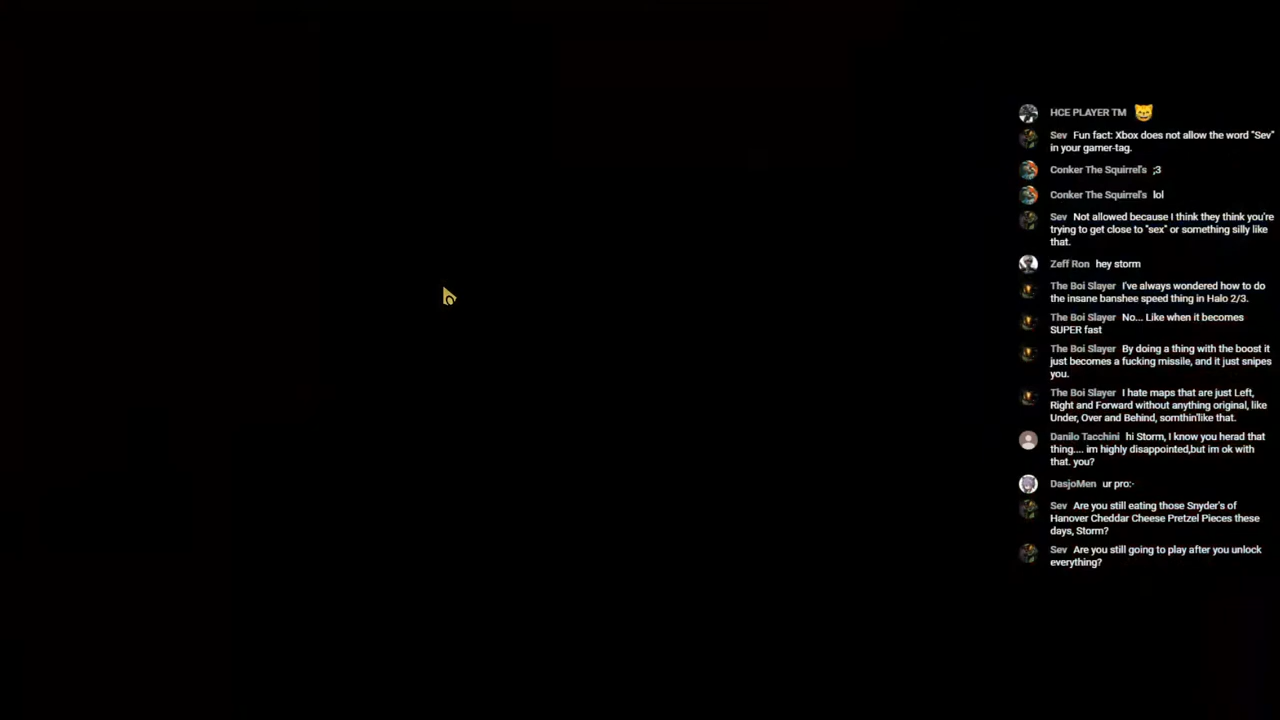 HCE PLAYER TM
Sev Fun fact: Xbox does not allow the word "Sev"
in your gamer-tag.
Conker The Squirrel's ;3
Conker The Squirrel's lol
Sev Not allowed because I think they think you're
trying to get close to "sex" or something silly like
that.
Zeff Ron hey storm
The Boi Slayer I've always wondered how to do
the insane banshee speed thing in Halo 2/3.
The Boi Slayer No... Like when it becomes
SUPER fast
The Boi Slayer By doing a thing with the boost it
just becomes a fucking missile, and it just snipes
you.
The Boi Slayer I hate maps that are just Left,
Right and Forward without anything original, like
Under, Over and Behind, somthin'like that.
Danilo Tacchini hi Storm, I know you herad that
thing.... im highly disappointed,but im ok with
that. you?
DasjoMen ur pro:-
Sev Are you still eating those Snyder's of
Hanover Cheddar Cheese Pretzel Pieces these
days, Storm?
Sev Are you still going to play after you unlock
everything?